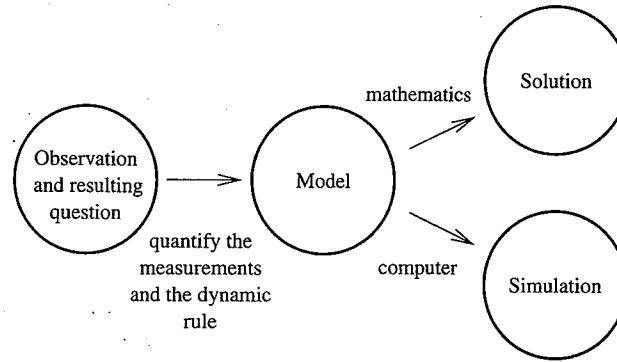 Observation
and resulting
question
quantify the
measurements
and the dynamic
rule
Model
mathematics
computer
Solution
Simulation